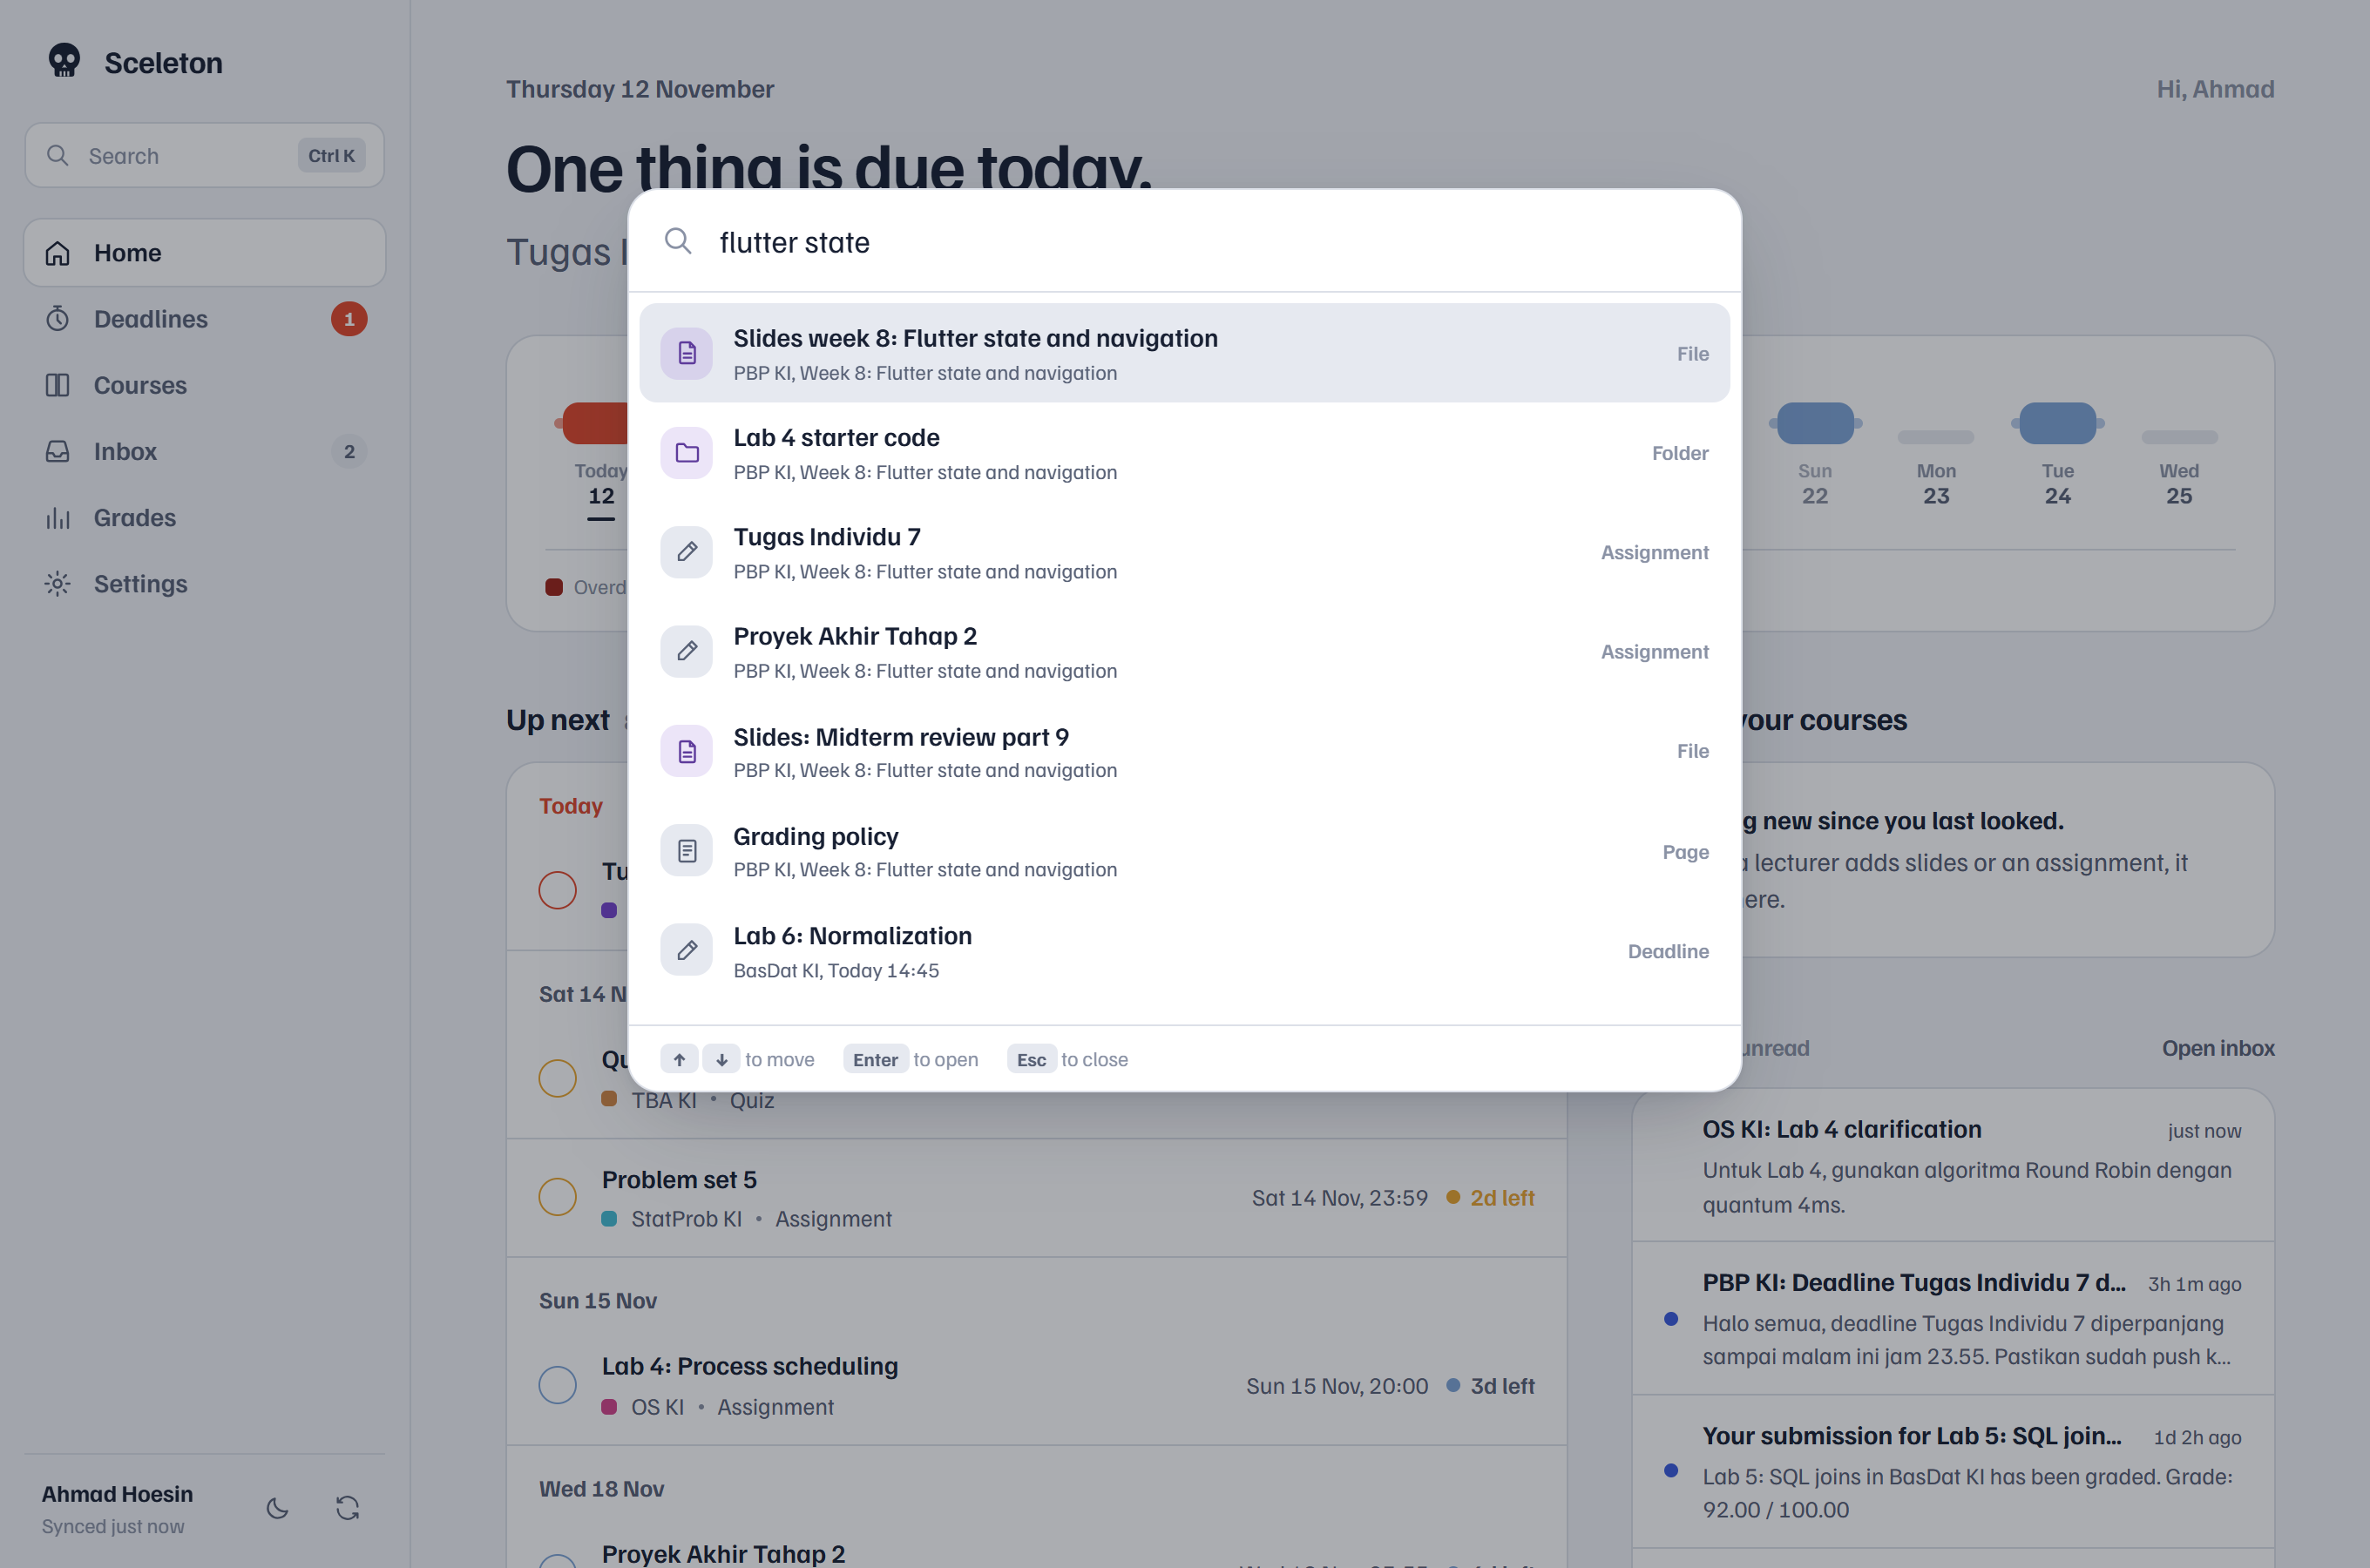 Sceleton
Search
Ctrl K
Home
Deadlines
1
Courses
Inbox
2
Grades
Settings
Ahmad Hoesin
Synced just now
Thursday 12 November
Hi, Ahmad
One thing is due today.
Tugas
flutter state
Slides week 8: Flutter state and navigation
PBP KI, Week 8: Flutter state and navigation
File
Lab 4 starter code
PBP KI, Week 8: Flutter state and navigation
Folder
Tugas Individu 7
PBP KI, Week 8: Flutter state and navigation
Assignment
Proyek Akhir Tahap 2
PBP KI, Week 8: Flutter state and navigation
Assignment
Slides: Midterm review part 9
PBP KI, Week 8: Flutter state and navigation
File
Grading policy
PBP KI, Week 8: Flutter state and navigation
Page
Lab 6: Normalization
BasDat KI, Today 14:45
Deadline
↑ ↓ to move Enter to open Esc to close
Today
12
Sun
22
Mon
23
Tue
24
Wed
25
Up next
Today
Sat 14
TBA KI • Quiz
Problem set 5
StatProb KI • Assignment
Sat 14 Nov, 23:59
2d left
Sun 15 Nov
Lab 4: Process scheduling
OS KI • Assignment
Sun 15 Nov, 20:00
3d left
Wed 18 Nov
Proyek Akhir Tahap 2
your courses
new since you last looked.
lecturer adds slides or an assignment, it
unread
Open inbox
OS KI: Lab 4 clarification
just now
Untuk Lab 4, gunakan algoritma Round Robin dengan
quantum 4ms.
PBP KI: Deadline Tugas Individu 7 d...
3h 1m ago
Halo semua, deadline Tugas Individu 7 diperpanjang
sampai malam ini jam 23.55. Pastikan sudah push k...
Your submission for Lab 5: SQL join...
1d 2h ago
Lab 5: SQL joins in BasDat KI has been graded. Grade:
92.00 / 100.00